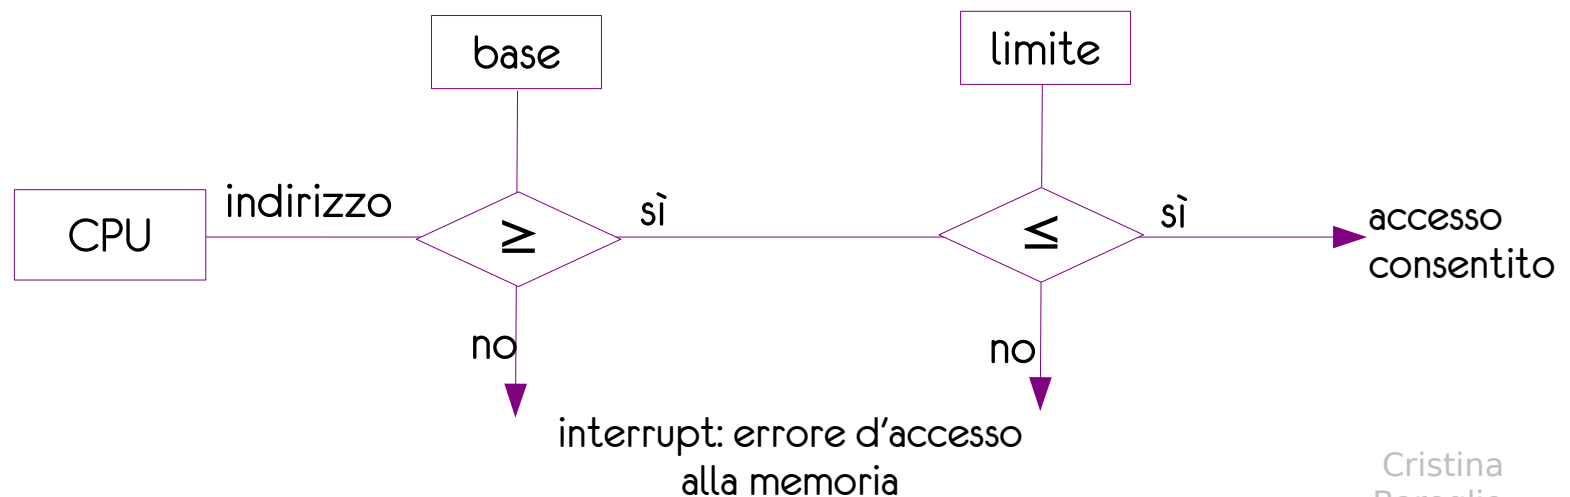 base
limite
CPU
indirizzo
≥
sì
≤
sì
accesso
consentito
no
no
interrupt: errore d'accesso
alla memoria
Cristina